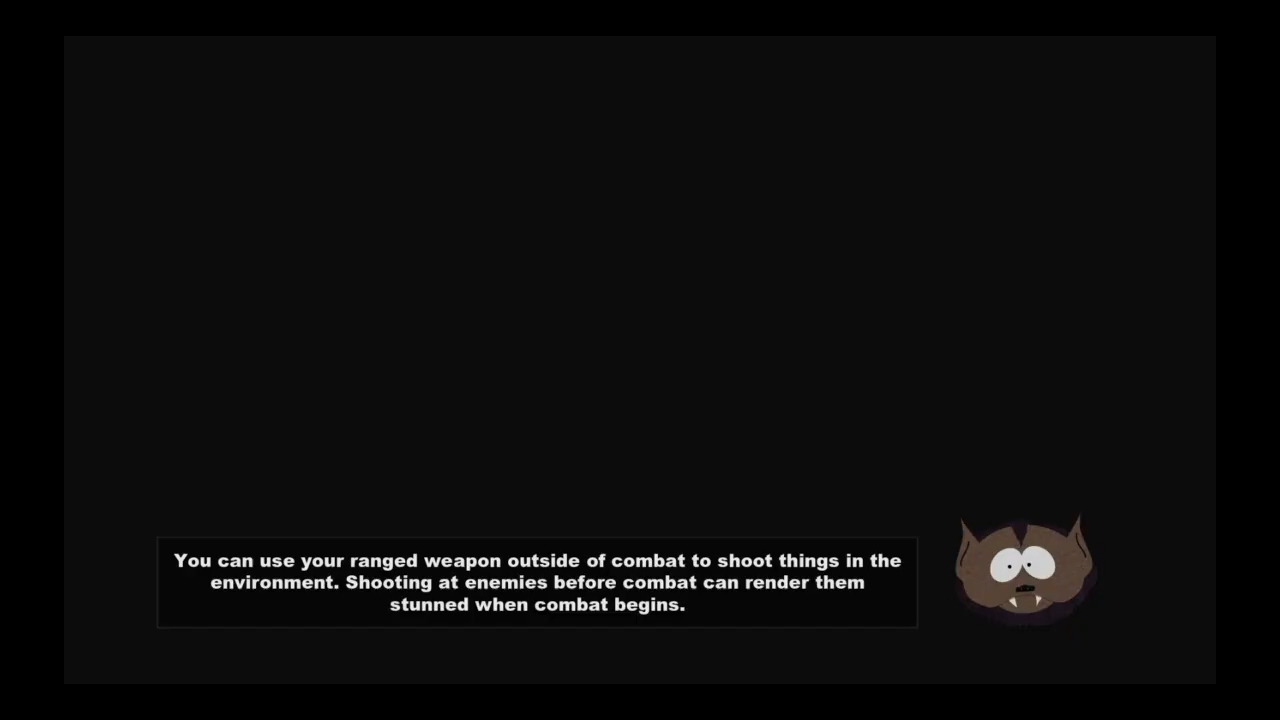 You can use your ranged weapon outside of combat to shoot things in the
environment. Shooting at enemies before combat can render them
stunned when combat begins.